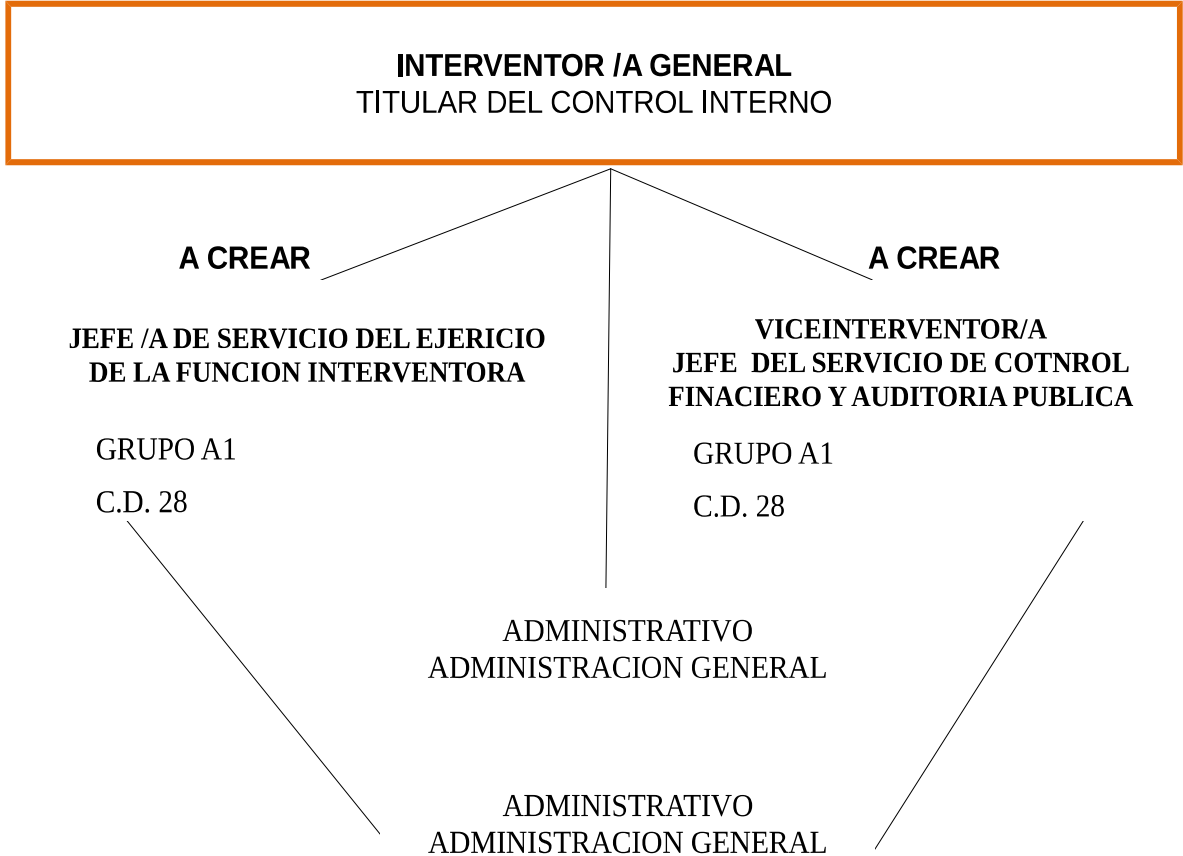 INTERVENTOR /A GENERAL
TITULAR DEL CONTROL INTERNO
A CREAR
JEFE /A DE SERVICIO DEL EJERICIO
DE LA FUNCION INTERVENTORA
GRUPO A1
C.D. 28
A CREAR
VICEINTERVENTOR/A
JEFE DEL SERVICIO DE COTNROL
FINACIERO Y AUDITORIA PUBLICA
GRUPO A1
C.D. 28
ADMINISTRATIVO
ADMINISTRACION GENERAL
ADMINISTRATIVO
ADMINISTRACION GENERAL